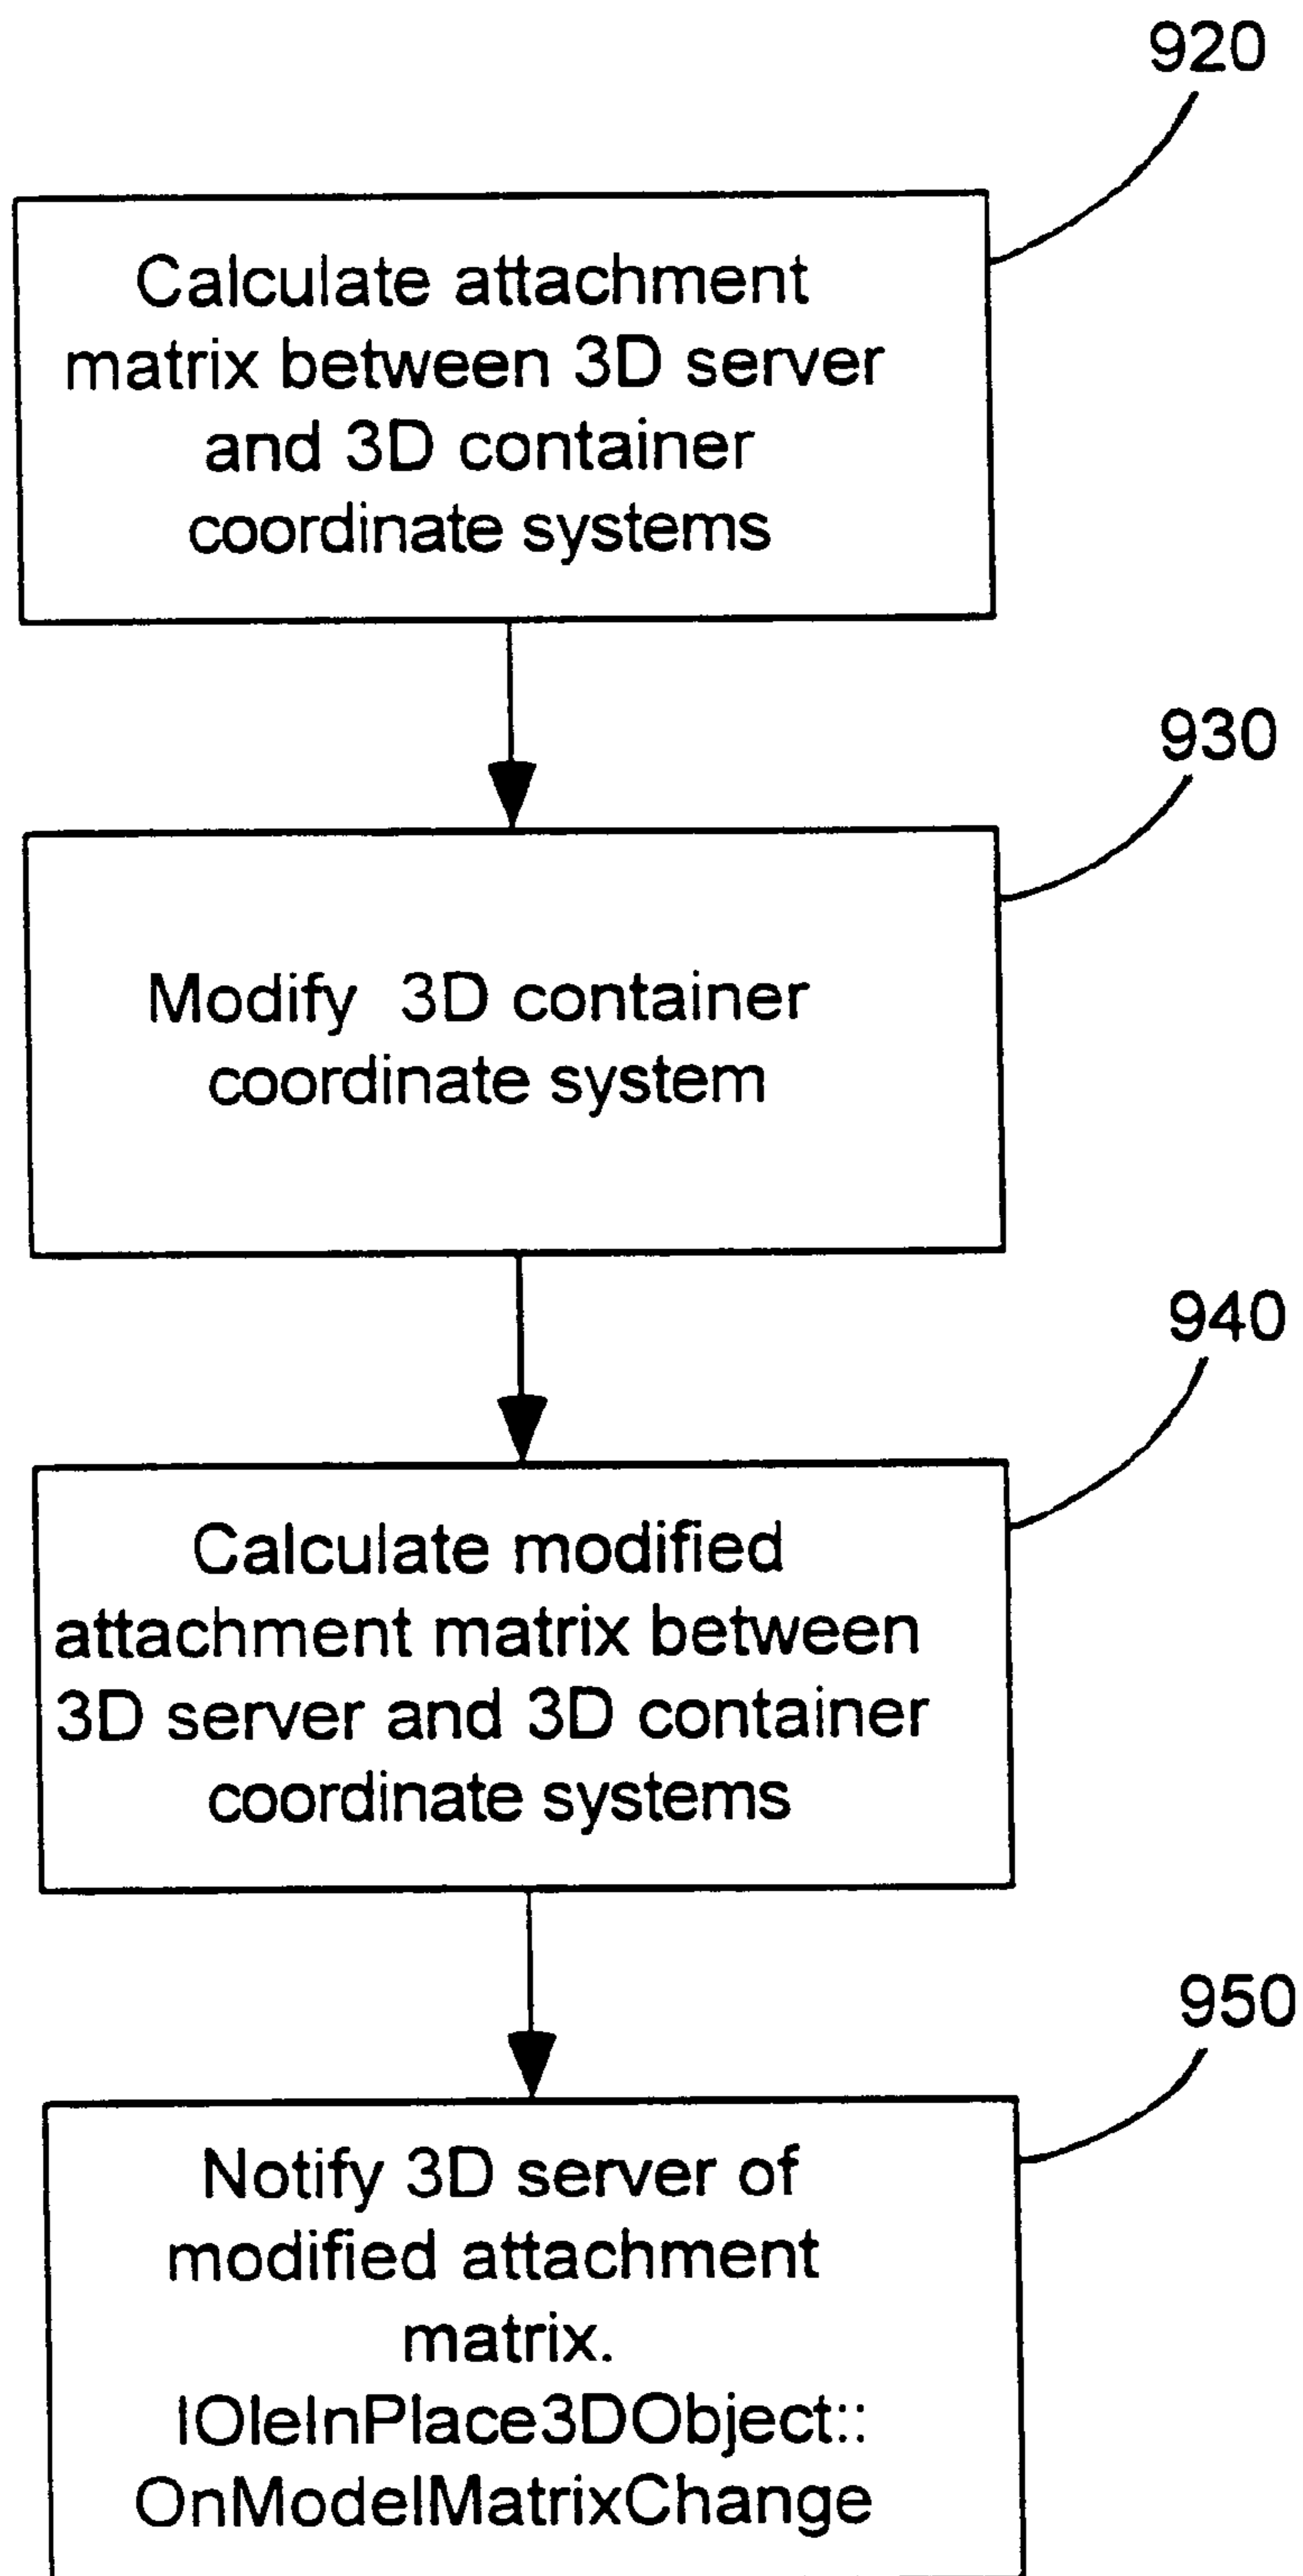 920
Calculate attachment
matrix between 3D server
and 3D container
coordinate systems
930
Modify 3D container
coordinate system
940
Calculate modified
attachment matrix between
3D server and 3D container
coordinate systems
950
Notify 3D server of
modified attachment
matrix.
IOleInPlace3DObject::
OnModelMatrixChange